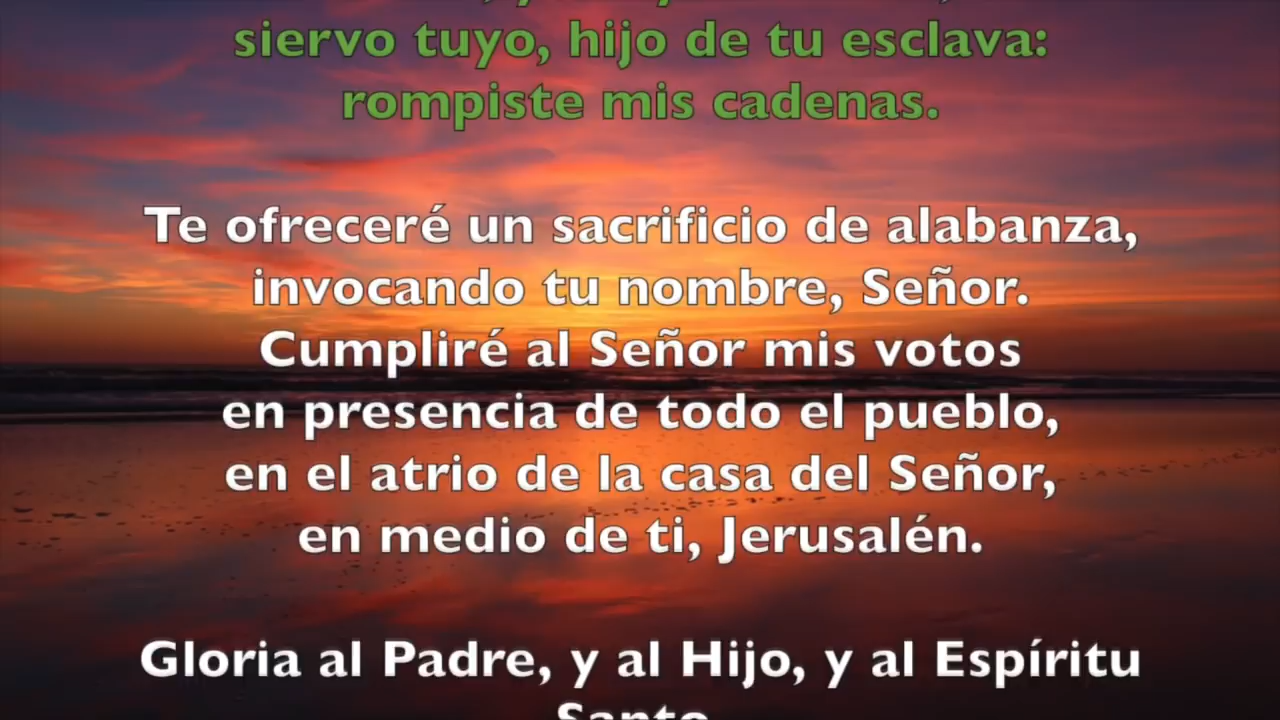 siervo tuyo, hijo de tu esclava:
rompiste mis cadenas.
Te ofreceré un sacrificio de alabanza,
invocando tu nombre, Señor.
Cumpliré al Señor mis votos
en presencia de todo el pueblo,
en el atrio de la casa del Señor,
en medio de ti, Jerusalén.
Gloria al Padre, y al Hijo, y al Espíritu
Santo.